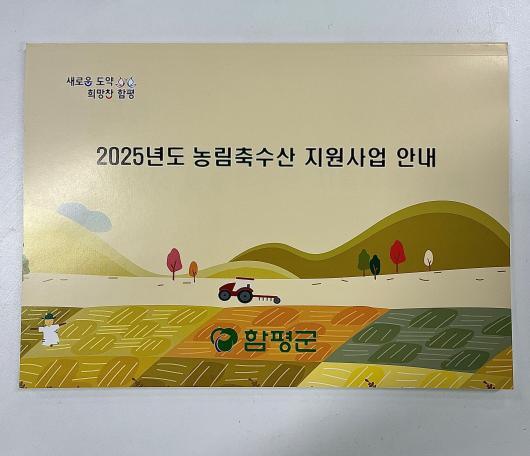 새로움 도약
희망찬 함평
2025년도 농림축수산 지원사업 안내
함평군